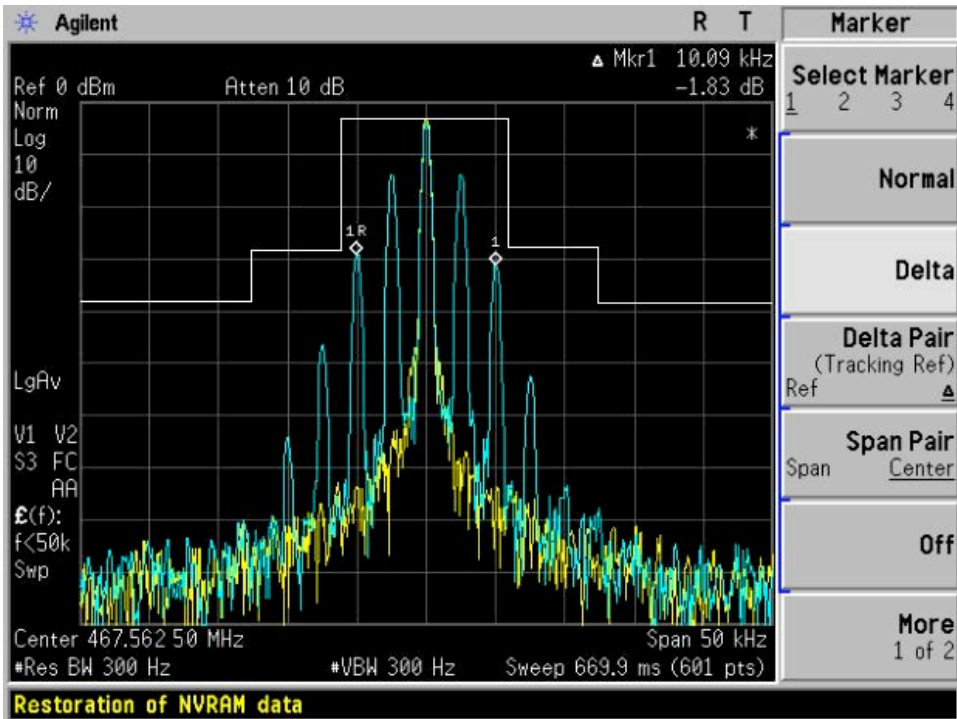 Agilent R T Marker
Δ Mkr1 10.09 kHz
Ref 0 dBm Atten 10 dB -1.83 dB
Norm
Log
10
dB/
*
1R
1
LgAv
V1 V2
S3 FC
AA
£(f):
f<50k
Swp
Center 467.562 50 MHz Span 50 kHz
#Res BW 300 Hz #VBW 300 Hz Sweep 669.9 ms (601 pts)
Restoration of NVRAM data
Select Marker
1 2 3 4
Normal
Delta
Delta Pair
(Tracking Ref)
Ref Δ
Span Pair
Span Center
Off
More
1 of 2